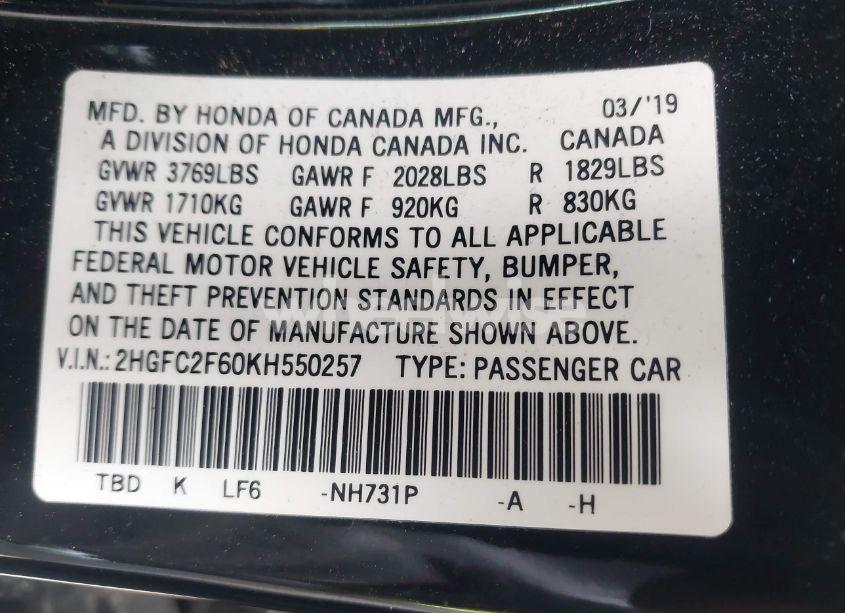 MFD. BY HONDA OF CANADA MFG., 03/'19
A DIVISION OF HONDA CANADA INC. CANADA
GVWR 3769LBS GAWR F 2028LBS R 1829LBS
GVWR 1710KG GAWR F 920KG R 830KG
THIS VEHICLE CONFORMS TO ALL APPLICABLE
FEDERAL MOTOR VEHICLE SAFETY, BUMPER,
AND THEFT PREVENTION STANDARDS IN EFFECT
ON THE DATE OF MANUFACTURE SHOWN ABOVE.
V.I.N.: 2HGFC2F60KH550257 TYPE: PASSENGER CAR
TBD K LF6 -NH731P -A -H